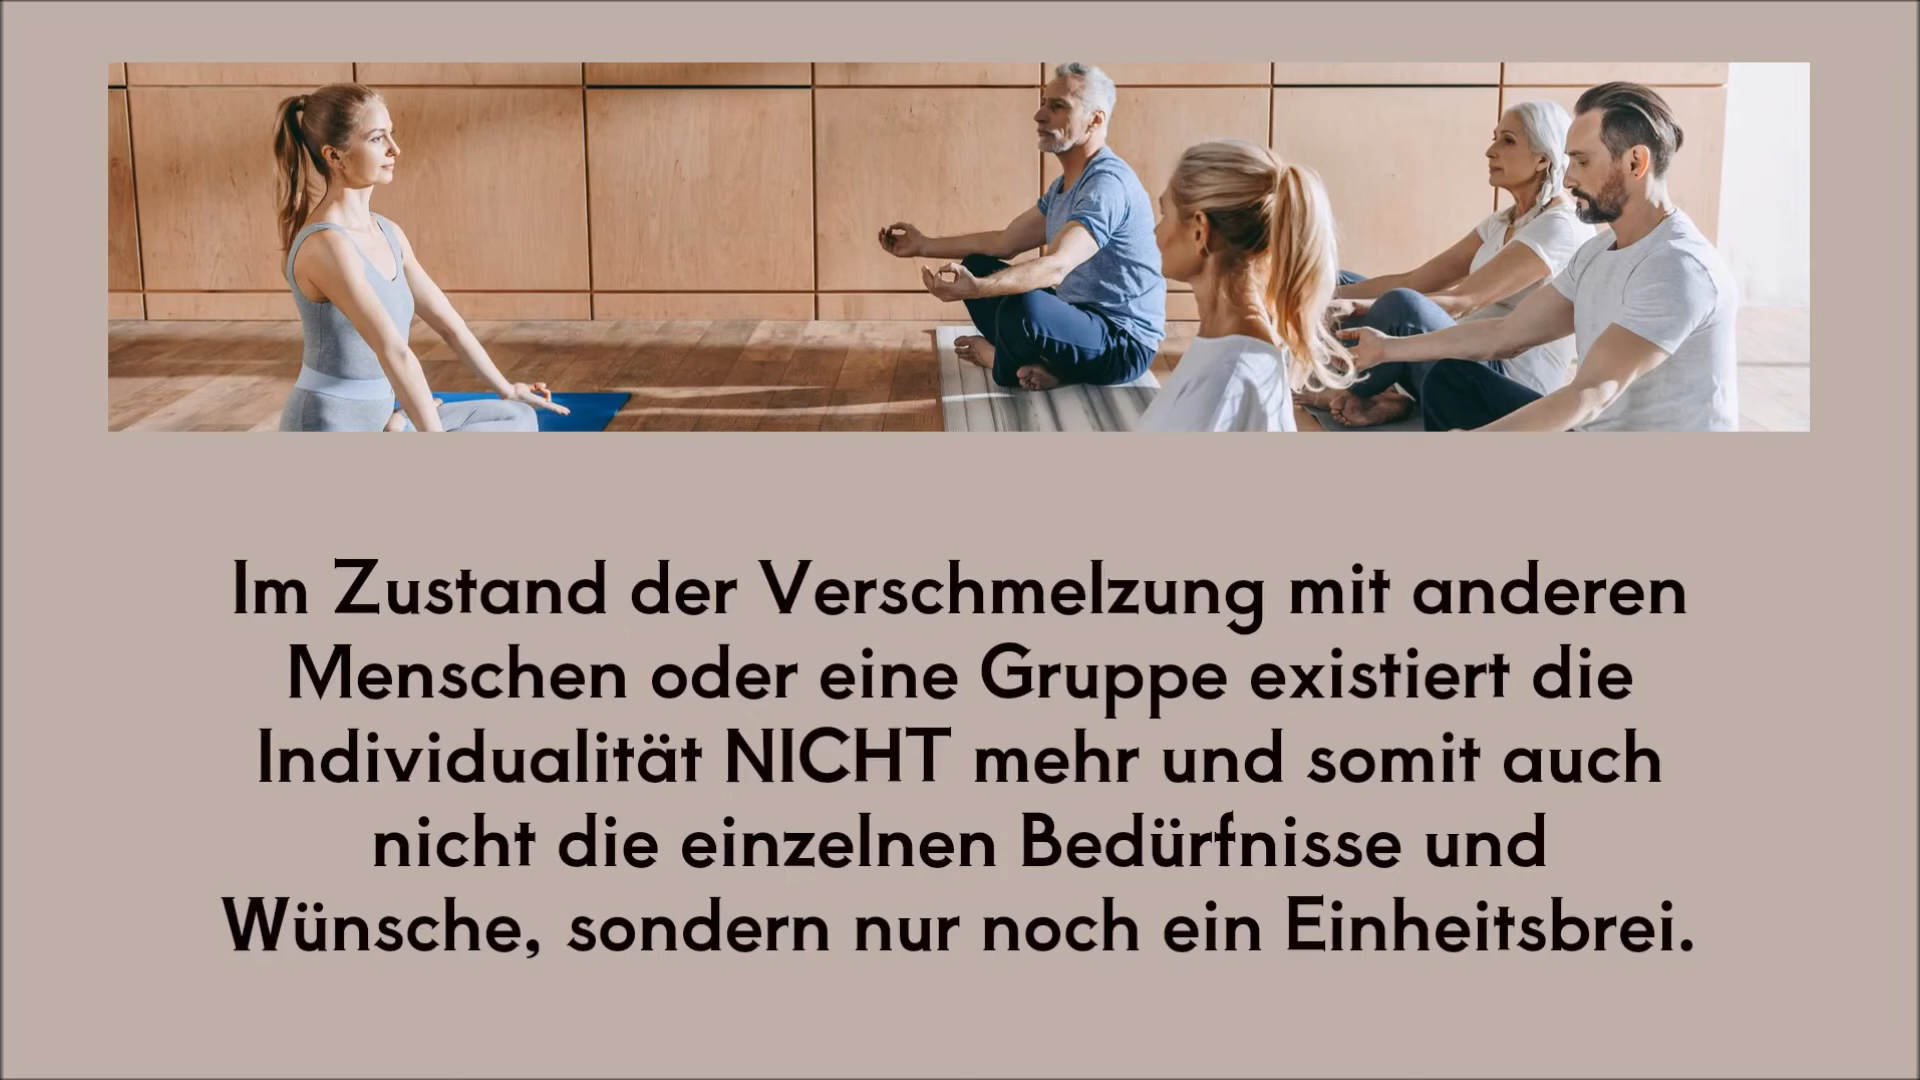 Im Zustand der Verschmelzung mit anderen
Menschen oder eine Gruppe existiert die
Individualität NICHT mehr und somit auch
nicht die einzelnen Bedürfnisse und
Wünsche, sondern nur noch ein Einheitsbrei.